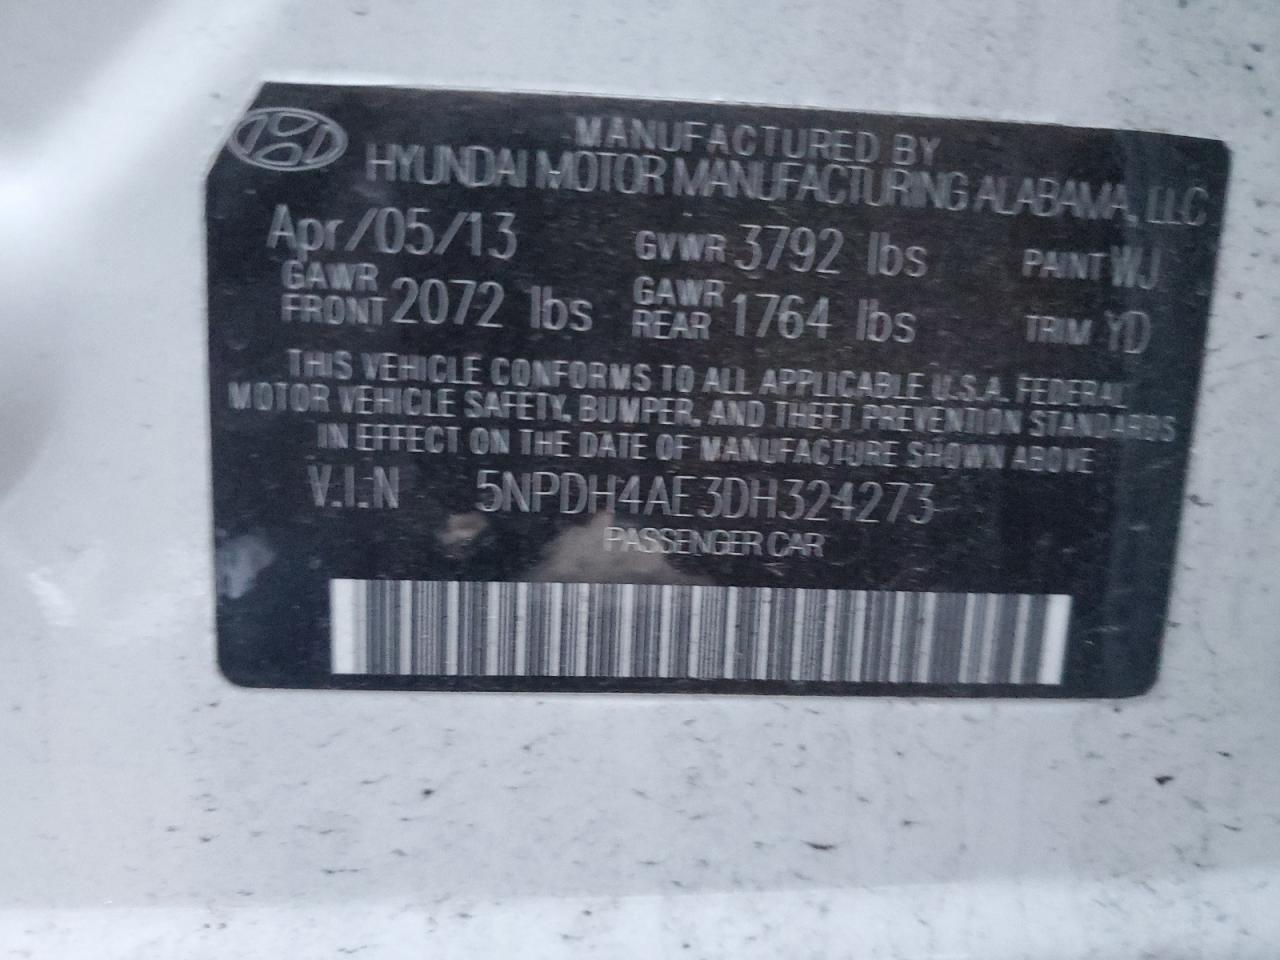 MANUFACTURED BY
HYUNDAI MOTOR MANUFACTURING ALABAMA, LLC
Apr/05/13 GVWR 3792 lbs PAINT WJ
GAWR FRONT 2072 lbs GAWR REAR 1764 lbs TRIM YD
THIS VEHICLE CONFORMS TO ALL APPLICABLE U.S.A. FEDERAL
MOTOR VEHICLE SAFETY, BUMPER, AND THEFT PREVENTION STANDARDS
IN EFFECT ON THE DATE OF MANUFACTURE SHOWN ABOVE
V.I.N 5NPDH4AE3DH324273
PASSENGER CAR